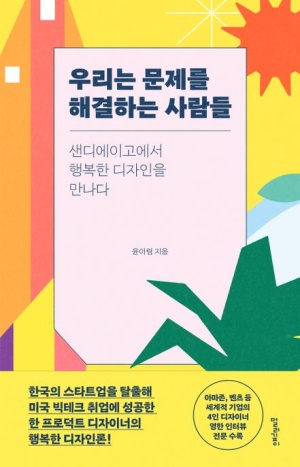 우리는 문제를
해결하는 사람들
샌디에이고에서
행복한 디자인을
만나다
윤아림 지음
한국의 스타트업을 탈출해
미국 빅테크 취업에 성공한
한 프로덕트 디자이너의
행복한 디자인론!
아마존, 벤츠 등
세계적 기업의
4인 디자이너
영한 인터뷰
전문 수록